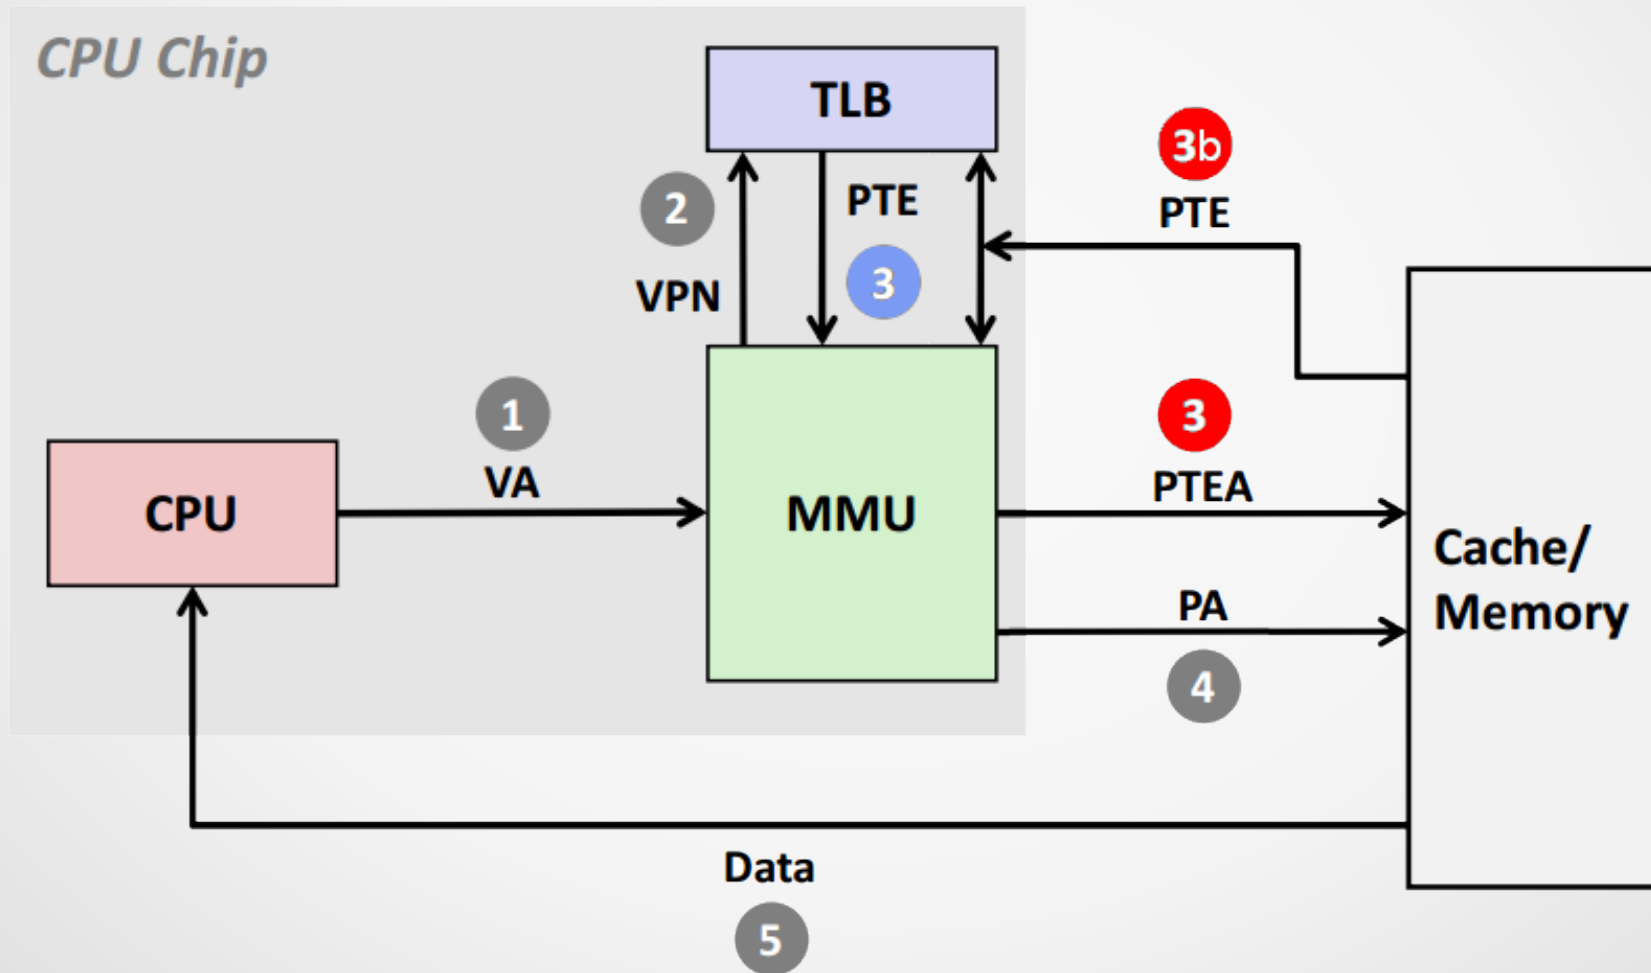 CPU Chip
TLB
3b
2
PTE
PTE
3
VPN
1
3
VA
PTEA
CPU
MMU
Cache/
Memory
PA
4
Data
5